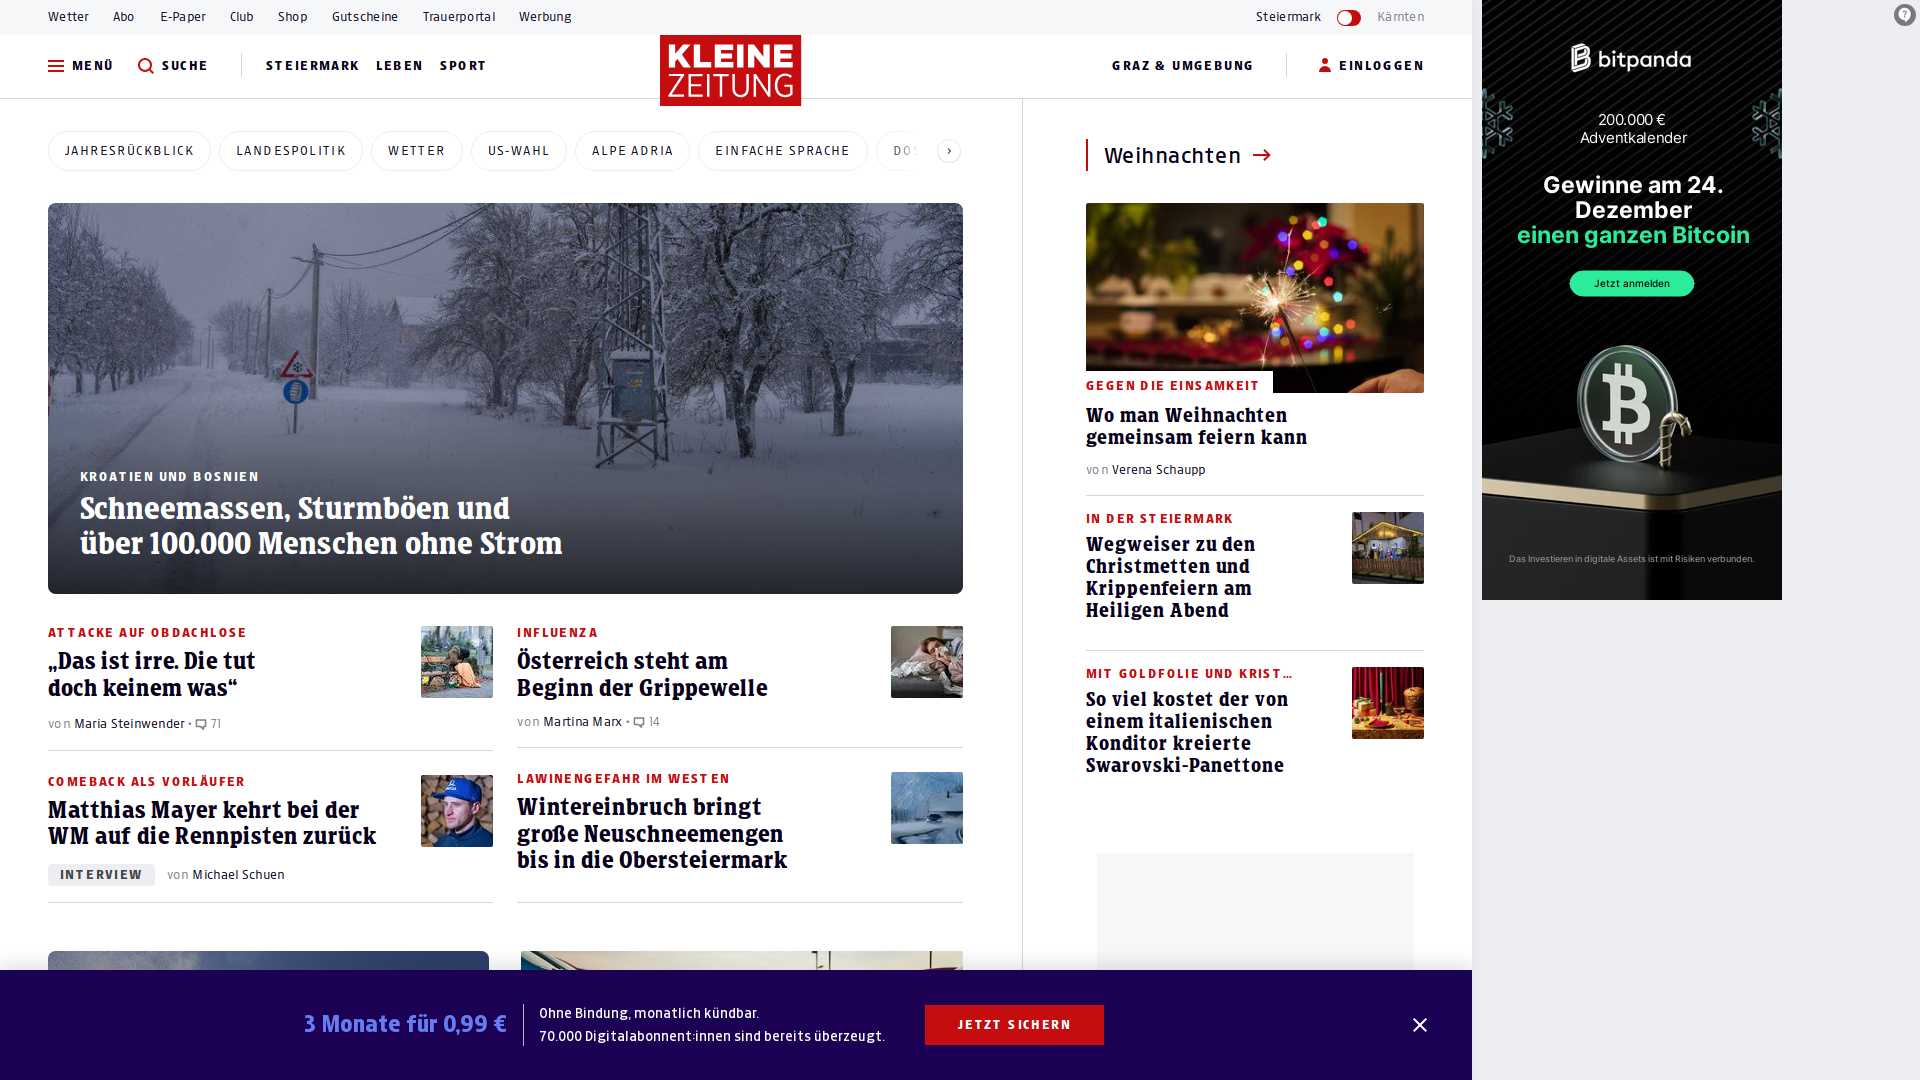 Wetter
Abo
E-Paper
Club
Shop
Gutscheine
Trauerportal
Werbung
Steiermark
Kärnten
MENÜ
SUCHE
STEIERMARK
LEBEN
SPORT
KLEINE
ZEITUNG
GRAZ & UMGEBUNG
EINLOGGEN
JAHRESRÜCKBLICK
LANDESPOLITIK
WETTER
US-WAHL
ALPE ADRIA
EINFACHE SPRACHE
KROATIEN UND BOSNIEN
Schneemassen, Sturmböen und
über 100.000 Menschen ohne Strom
ATTACKE AUF OBDACHLOSE
„Das ist irre. Die tut
doch keinem was“
von Maria Steinwender • 71
INFLUENZA
Österreich steht am
Beginn der Grippewelle
von Martina Marx • 14
COMEBACK ALS VORLÄUFER
Matthias Mayer kehrt bei der
WM auf die Rennpisten zurück
INTERVIEW von Michael Schuen
LAWINENGEFAHR IM WESTEN
Wintereinbruch bringt
große Neuschneemengen
bis in die Obersteiermark
Weihnachten
GEGEN DIE EINSAMKEIT
Wo man Weihnachten
gemeinsam feiern kann
von Verena Schaupp
IN DER STEIERMARK
Wegweiser zu den
Christmetten und
Krippenfeiern am
Heiligen Abend
MIT GOLDFOLIE UND KRIST...
So viel kostet der von
einem italienischen
Konditor kreierte
Swarovski-Panettone
bitpanda
200.000 €
Adventkalender
Gewinne am 24.
Dezember
einen ganzen Bitcoin
Jetzt anmelden
Das Investieren in digitale Assets ist mit Risiken verbunden.
3 Monate für 0,99 €
Ohne Bindung, monatlich kündbar.
70.000 Digitalabonnent:innen sind bereits überzeugt.
JETZT SICHERN